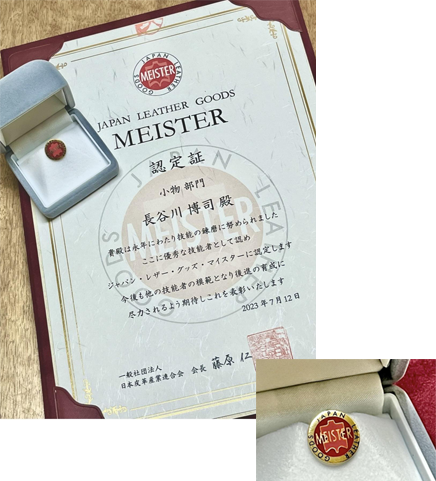 JAPAN LEATHER GOODS
MEISTER
JAPAN LEATHER GOODS
MEISTER
認定証
小物 部門
長谷川 博司 殿
貴殿は永年にわたり技能の錬磨に努められました
ここに優秀な技能者として認め
ジャパン・レザー・グッズ・マイスターに認定します
今後も他の技能者の模範となり後進の育成に
尽力されるよう期待しこれを表彰いたします
2023年7月12日
一般社団法人
日本皮革産業連合会 会長 藤原 仁
JAPAN LEATHER GOODS
MEISTER
JAPAN LEATHER GOODS
MEISTER